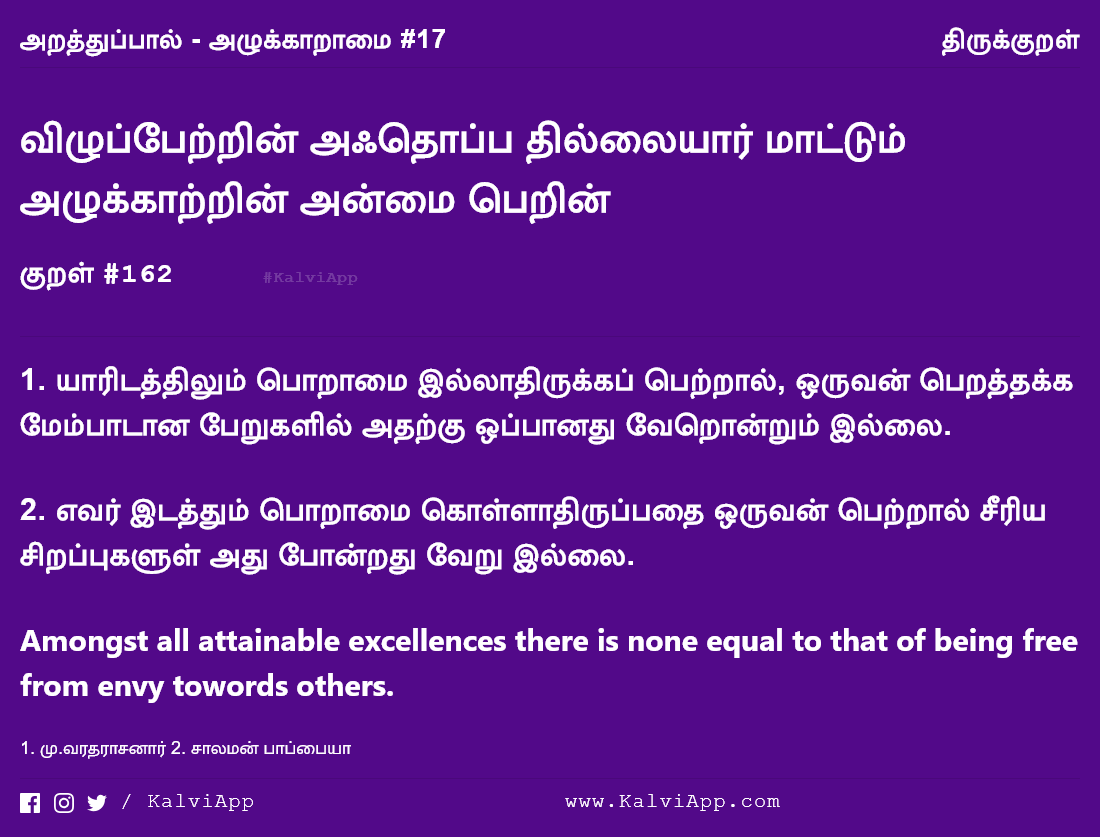 அறத்துப்பால் - அழுக்காறாமை #17
திருக்குறள்
விழுப்பேற்றின் அஃதொப்ப தில்லையார் மாட்டும்
அழுக்காற்றின் அன்மை பெறின்
குறள் #162
#KalviApp
1. யாரிடத்திலும் பொறாமை இல்லாதிருக்கப் பெற்றால், ஒருவன் பெறத்தக்க
மேம்பாடான பேறுகளில் அதற்கு ஒப்பானது வேறொன்றும் இல்லை.
2. எவர் இடத்தும் பொறாமை கொள்ளாதிருப்பதை ஒருவன் பெற்றால் சீரிய
சிறப்புகளுள் அது போன்றது வேறு இல்லை.
Amongst all attainable excellences there is none equal to that of being free
from envy towords others.
1. மு.வரதராசனார் 2. சாலமன் பாப்பையா
/ KalviApp
www.KalviApp.com